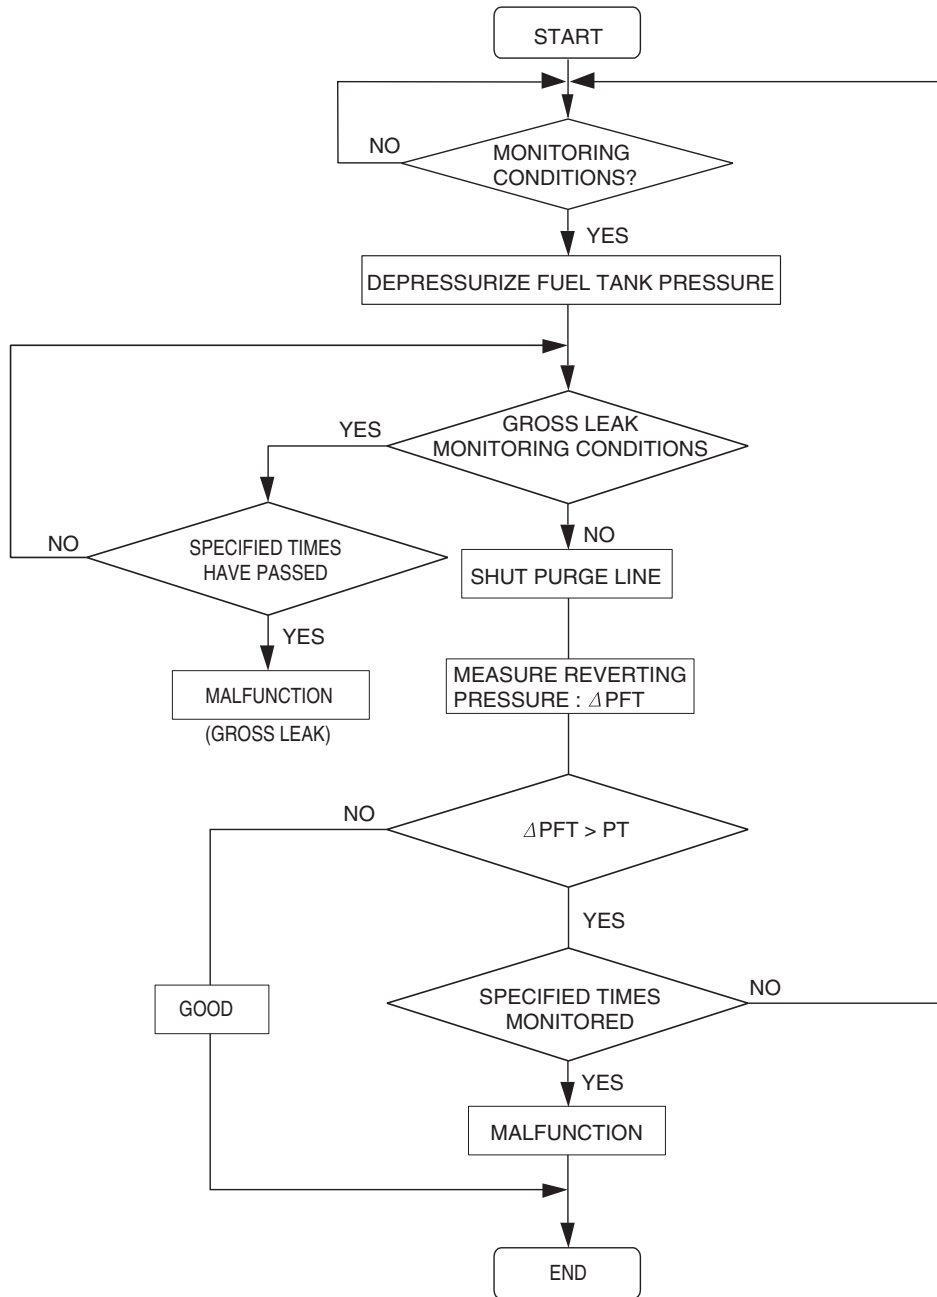 START
NO
MONITORING
CONDITIONS?
YES
DEPRESSURIZE FUEL TANK PRESSURE
YES
GROSS LEAK
MONITORING CONDITIONS
NO
SPECIFIED TIMES
HAVE PASSED
NO
SHUT PURGE LINE
YES
MALFUNCTION
(GROSS LEAK)
MEASURE REVERTING
PRESSURE : ΔPFT
NO
ΔPFT > PT
YES
GOOD
SPECIFIED TIMES
MONITORED
NO
YES
MALFUNCTION
END